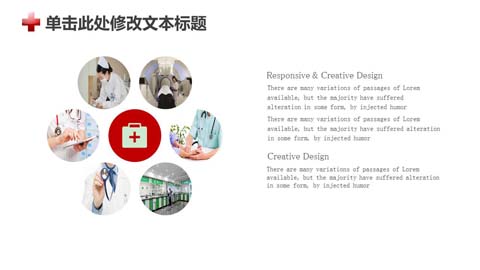 单击此处修改文本标题
Responsive & Creative Design
There are many variations of passages of Lorem
available, but the majority have suffered
alteration in some form, by injected humor
There are many variations of passages of Lorem
available, but the majority have suffered alteration
in some form, by injected humor
Creative Design
There are many variations of passages of Lorem
available, but the majority have suffered alteration
in some form, by injected humor